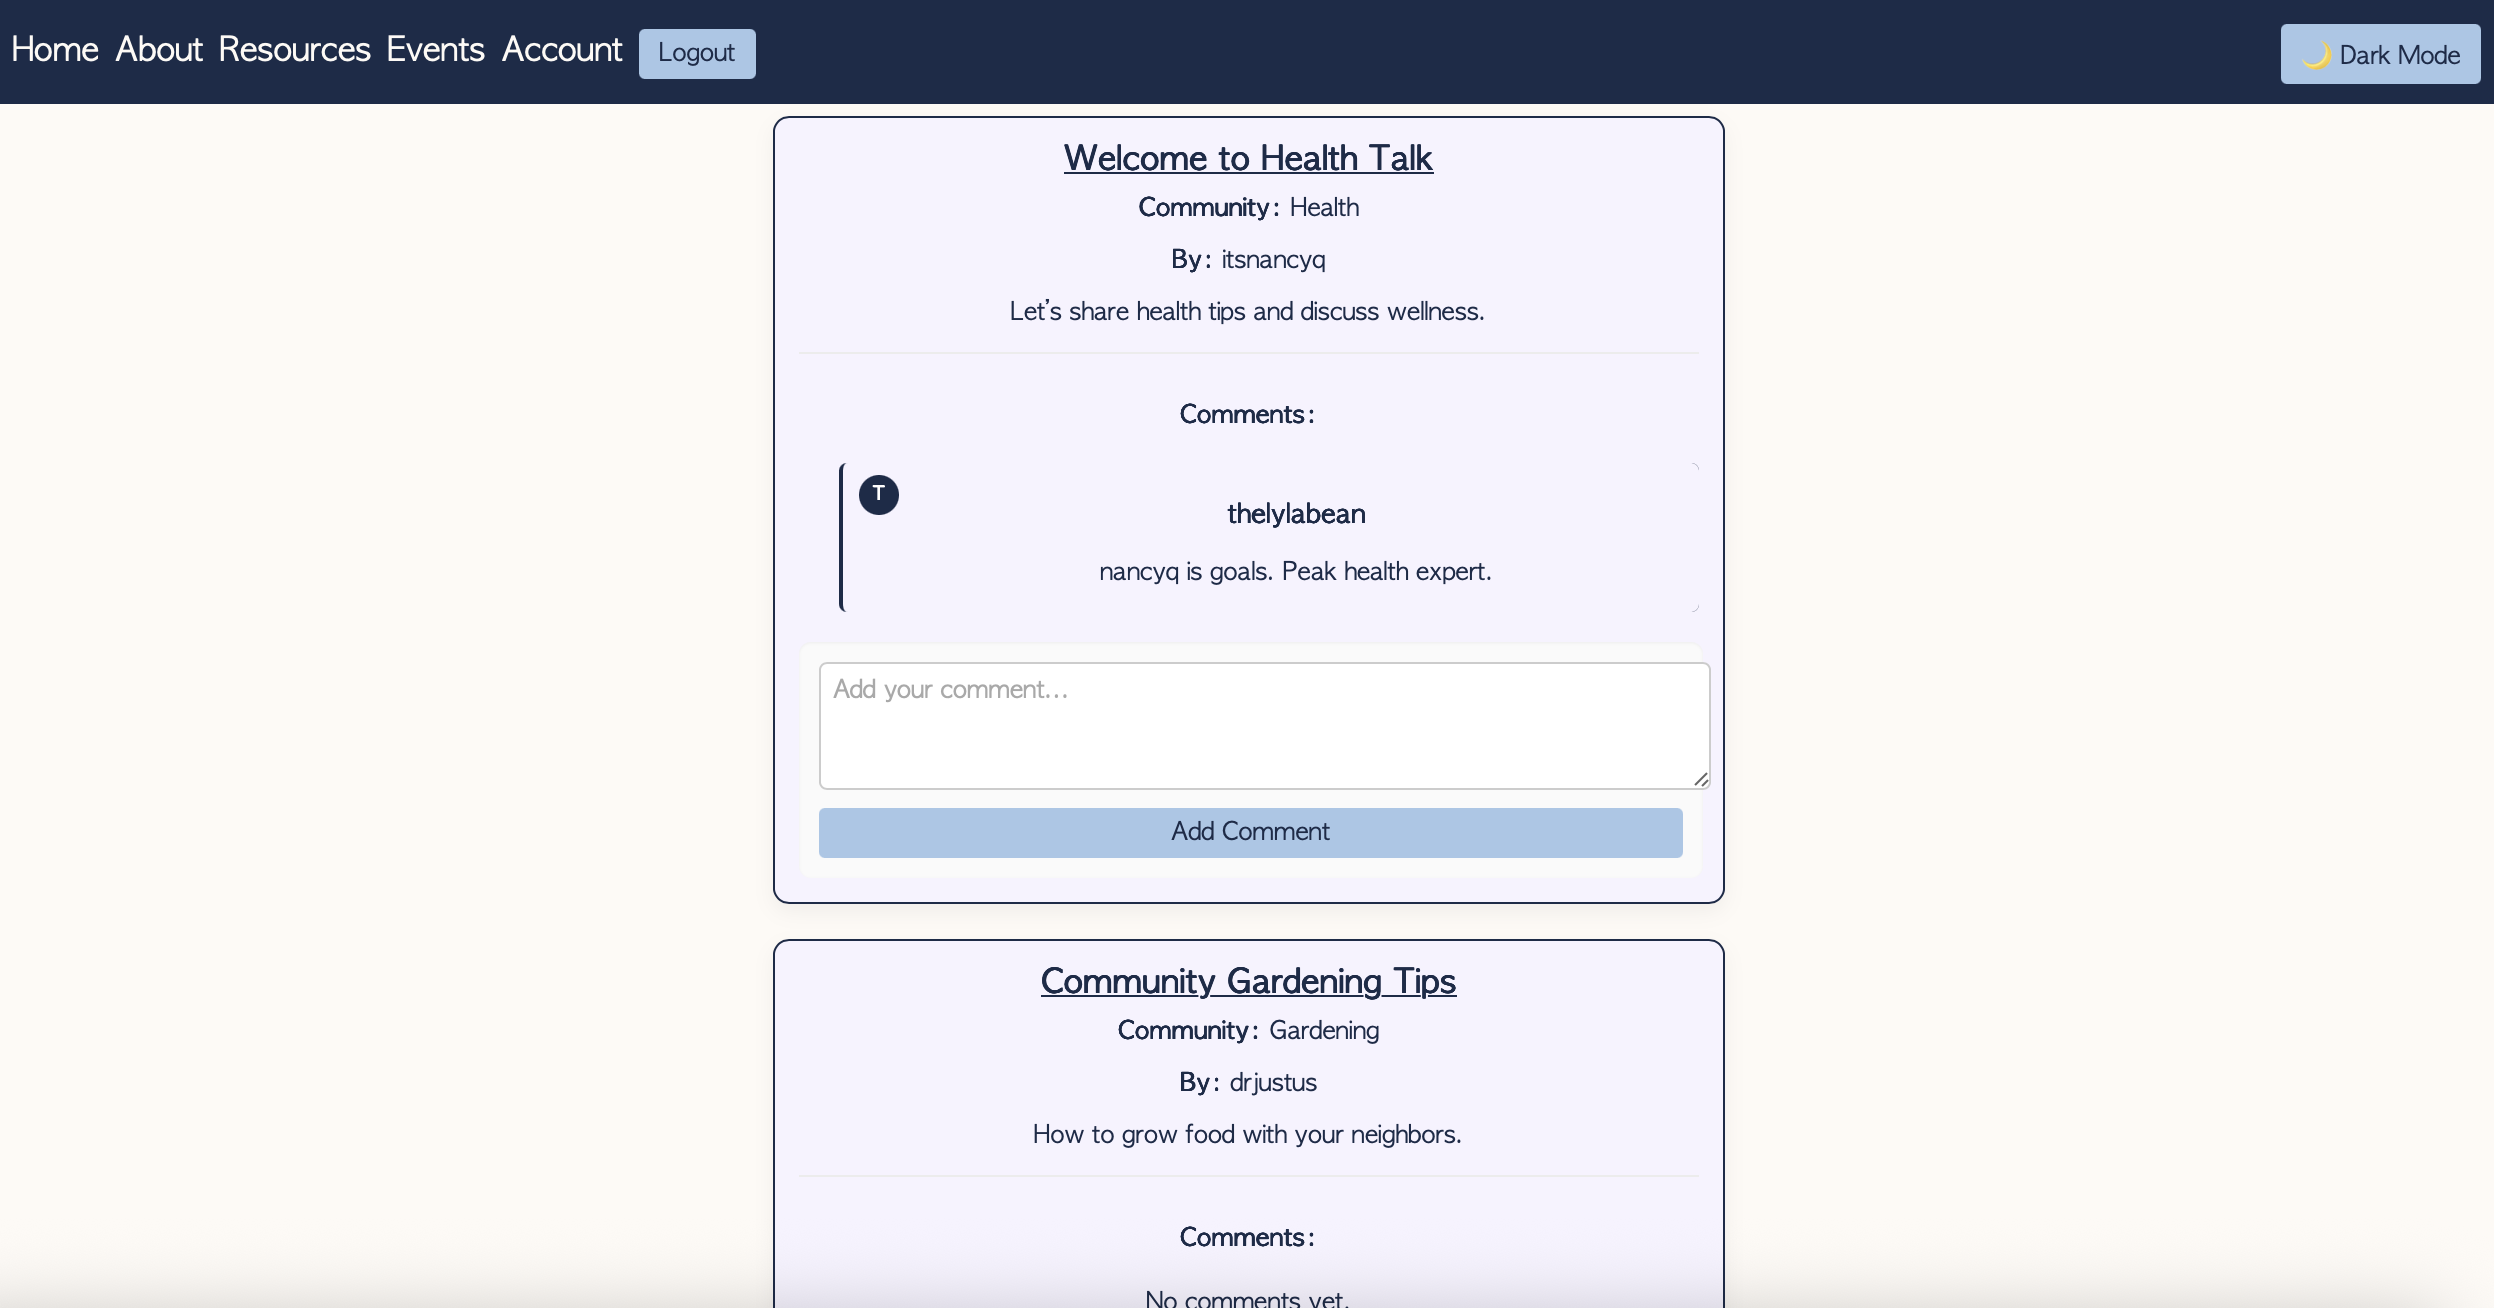 Home About Resources Events Account Logout 🌙 Dark Mode
Welcome to Health Talk
Community: Health
By: itsnancyq
Let's share health tips and discuss wellness.
Comments:
T
thelylabean
nancyq is goals. Peak health expert.
Add your comment...
Add Comment
Community Gardening Tips
Community: Gardening
By: drjustus
How to grow food with your neighbors.
Comments:
No comments yet.